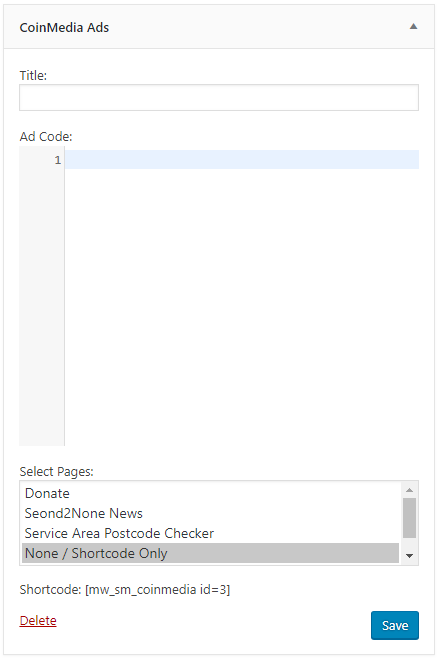 CoinMedia Ads
Title:
Ad Code:
1
Select Pages:
Donate
Seond2None News
Service Area Postcode Checker
None / Shortcode Only
Shortcode: [mw_sm_coinmedia id=3]
Delete
Save